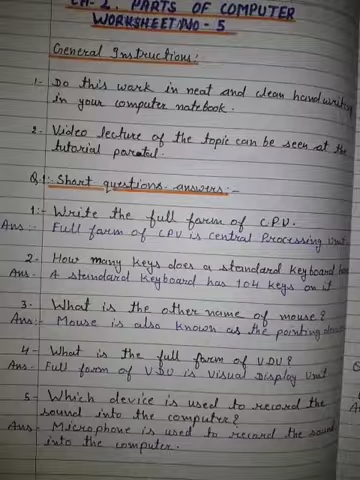 CH-2. PARTS OF COMPUTER
WORKSHEET NO - 5
General Instructions:
1- Do this work in neat and clean handwriting
in your computer notebook.
2. Video lecture of the topic can be seen at the
tutorial
Q1: Short questions answers:-
1:- Write the full form of C.P.U.
Ans:- Full form of CPU is Central Processing Unit
2:- How many keys does a standard keyboard
Ans- A standard Keyboard has 104 keys on it
3. What is the other name of mouse?
Ans:- Mouse is also known as the pointing
4- What is the full form of V.D.U?
Ans- Full form of VDU is Visual Display Unit
5- Which device is used to record the
sound into the computer?
Ans- Microphone is used to record the sound
into the computer.